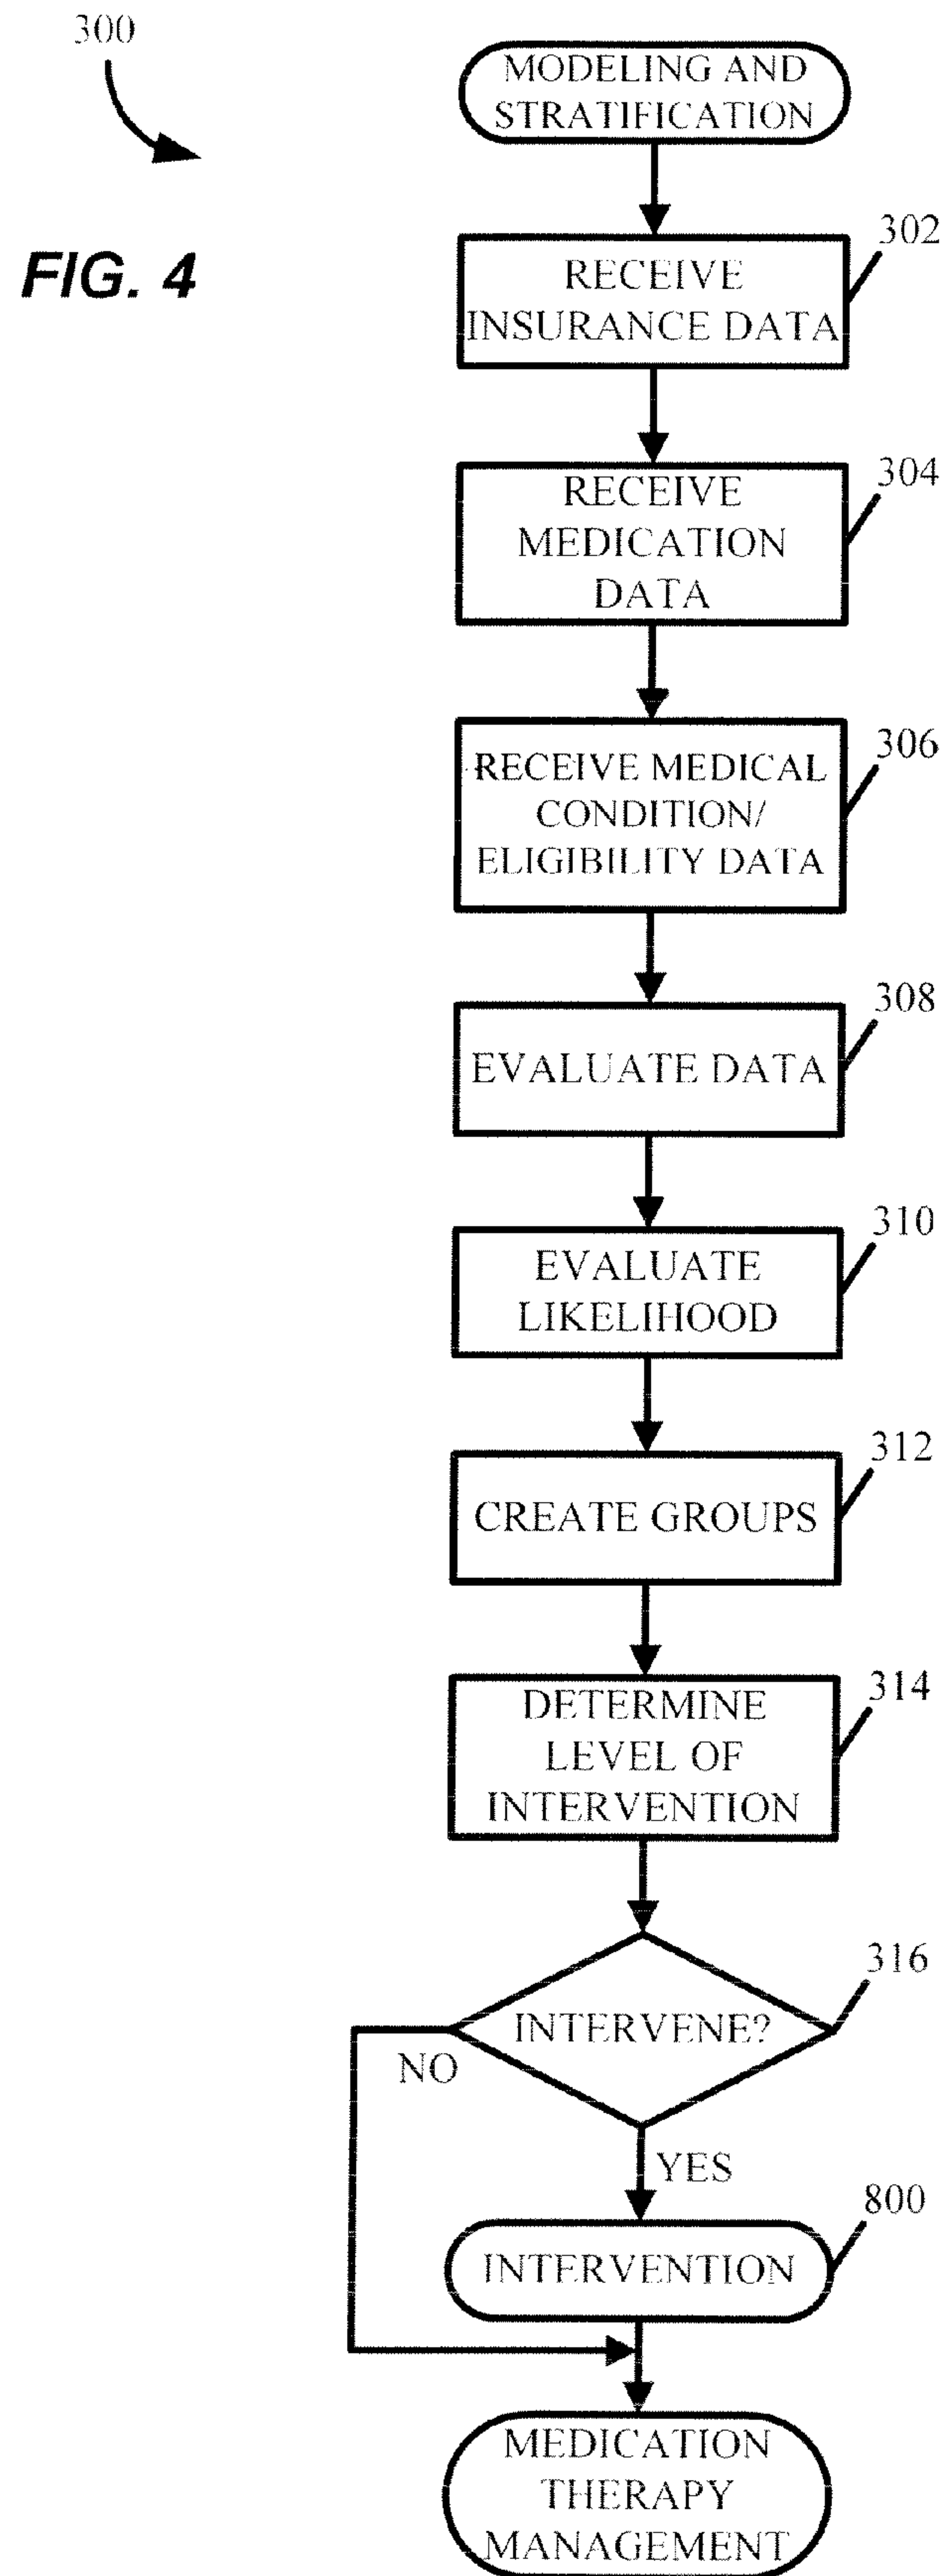 300
MODELING AND
STRATIFICATION
FIG. 4
302
RECEIVE
INSURANCE DATA
304
RECEIVE
MEDICATION
DATA
306
RECEIVE MEDICAL
CONDITION/
ELIGIBILITY DATA
308
EVALUATE DATA
310
EVALUATE
LIKELIHOOD
312
CREATE GROUPS
314
DETERMINE
LEVEL OF
INTERVENTION
316
INTERVENE?
NO
YES
800
INTERVENTION
MEDICATION
THERAPY
MANAGEMENT